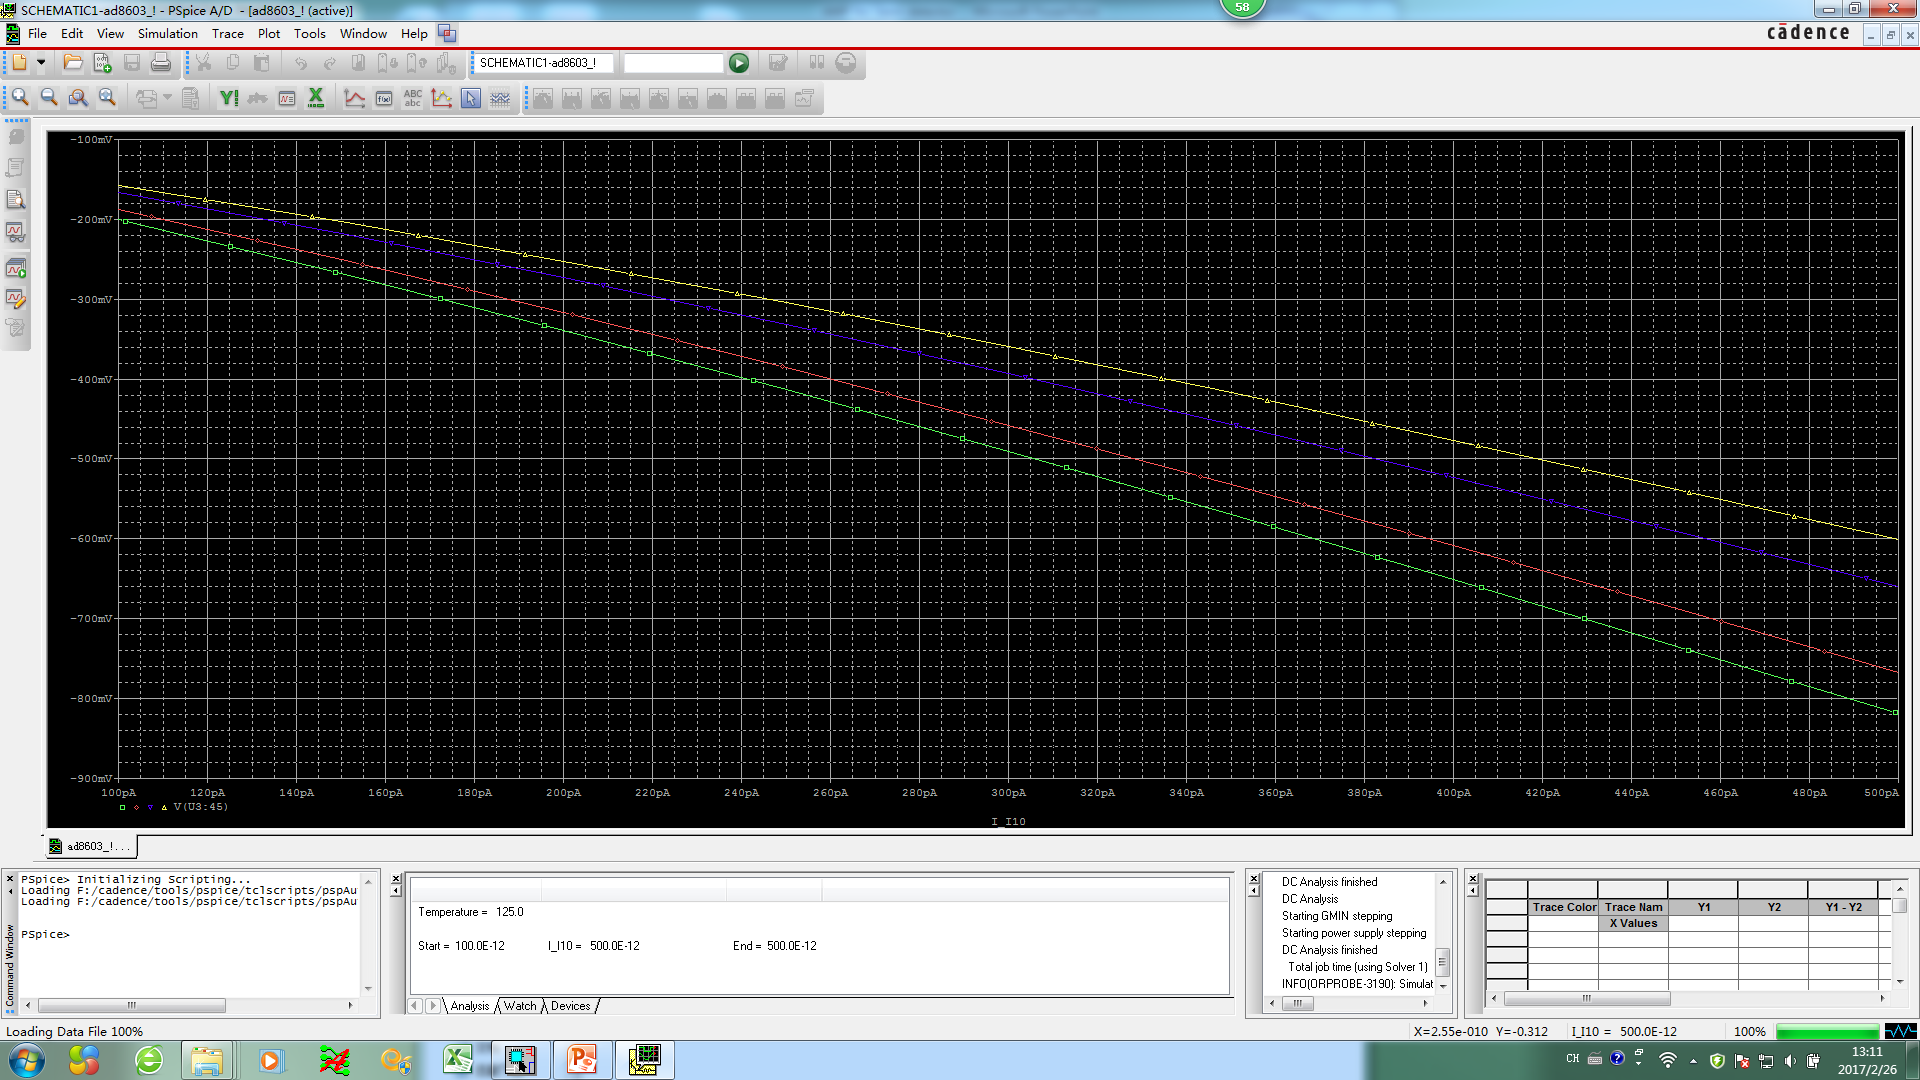 SCHEMATIC1-ad8603_! - PSpice A/D - [ad8603_! (active)]
58
File Edit View Simulation Trace Plot Tools Window Help
cādence
SCHEMATIC1-ad8603_!
-100mV
-200mV
-300mV
-400mV
-500mV
-600mV
-700mV
-800mV
-900mV
100pA 120pA 140pA 160pA 180pA 200pA 220pA 240pA 260pA 280pA 300pA 320pA 340pA 360pA 380pA 400pA 420pA 440pA 460pA 480pA 500pA
V(U3:45)
I_I10
ad8603_!...
Command Window
PSpice> Initializing Scripting...
Loading F:/cadence/tools/pspice/tclscripts/pspAu
Loading F:/cadence/tools/pspice/tclscripts/pspAu
PSpice>
Temperature = 125.0
Start = 100.0E-12 I_I10 = 500.0E-12 End = 500.0E-12
Analysis Watch Devices
DC Analysis finished
DC Analysis
Starting GMIN stepping
Starting power supply stepping
DC Analysis finished
Total job time (using Solver 1)
INFO(ORPROBE-3190): Simulat
Trace Color Trace Nam Y1 Y2 Y1 - Y2
X Values
Loading Data File 100%
X=2.55e-010 Y=-0.312 I_I10 = 500.0E-12 100%
CH
13:11
2017/2/26